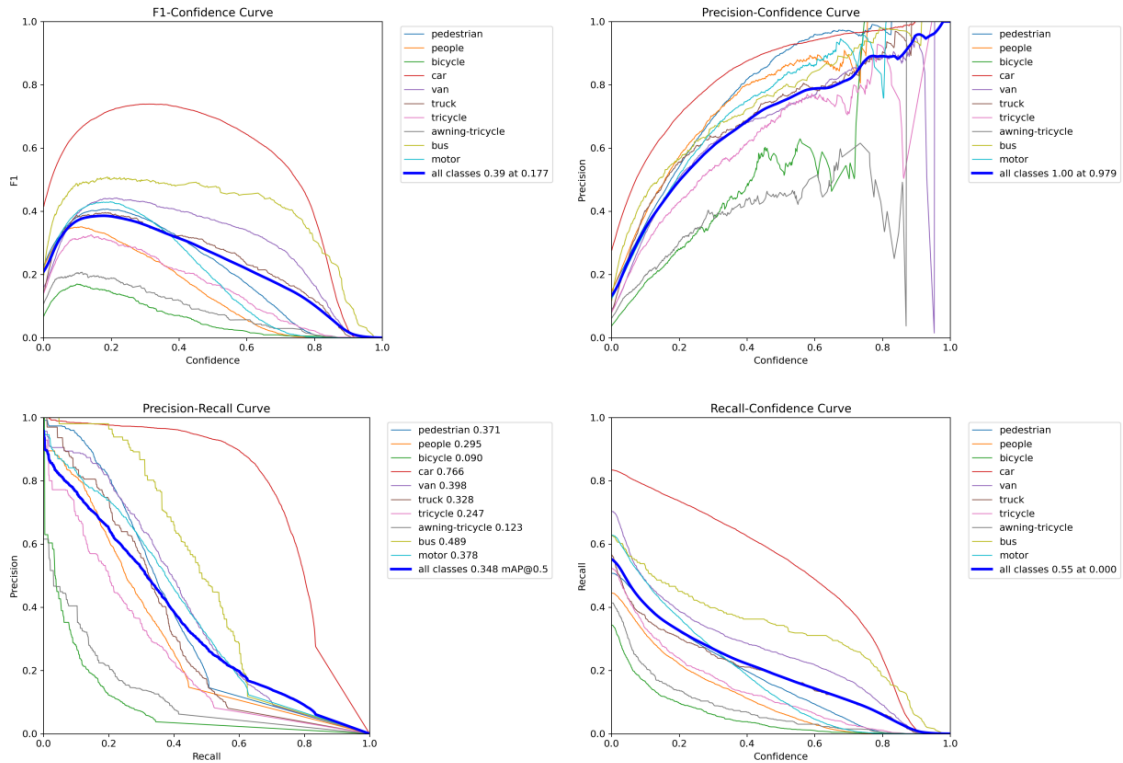 F1-Confidence Curve
F1
1.0
0.8
0.6
0.4
0.2
0.0
0.0 0.2 0.4 0.6 0.8 1.0
Confidence
pedestrian
people
bicycle
car
van
truck
tricycle
awning-tricycle
bus
motor
all classes 0.39 at 0.177
Precision-Confidence Curve
Precision
1.0
0.8
0.6
0.4
0.2
0.0
0.0 0.2 0.4 0.6 0.8 1.0
Confidence
pedestrian
people
bicycle
car
van
truck
tricycle
awning-tricycle
bus
motor
all classes 1.00 at 0.979
Precision-Recall Curve
Precision
1.0
0.8
0.6
0.4
0.2
0.0
0.0 0.2 0.4 0.6 0.8 1.0
Recall
pedestrian 0.371
people 0.295
bicycle 0.090
car 0.766
van 0.398
truck 0.328
tricycle 0.247
awning-tricycle 0.123
bus 0.489
motor 0.378
all classes 0.348 mAP@0.5
Recall-Confidence Curve
Recall
1.0
0.8
0.6
0.4
0.2
0.0
0.0 0.2 0.4 0.6 0.8 1.0
Confidence
pedestrian
people
bicycle
car
van
truck
tricycle
awning-tricycle
bus
motor
all classes 0.55 at 0.000